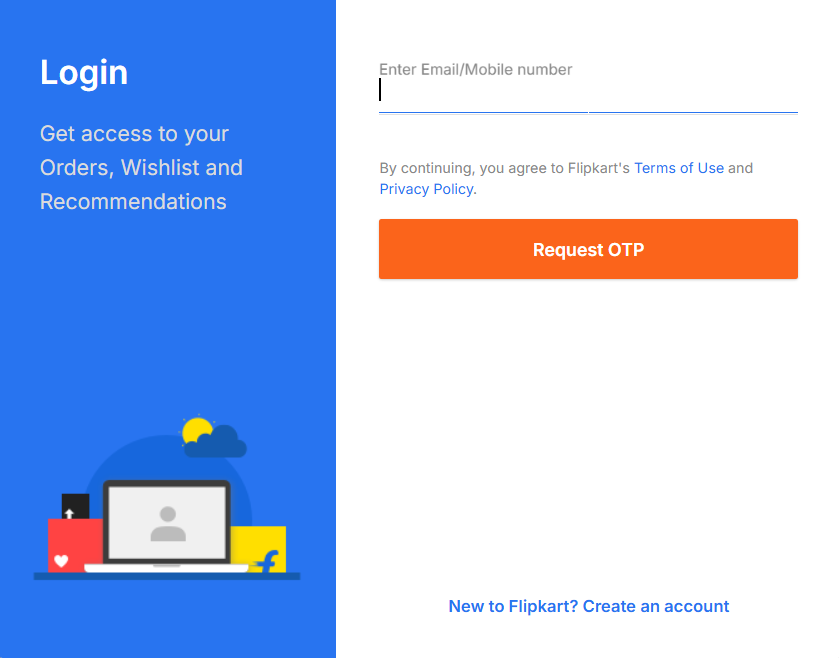 Login
Get access to your
Orders, Wishlist and
Recommendations
Enter Email/Mobile number
By continuing, you agree to Flipkart's Terms of Use and
Privacy Policy.
Request OTP
New to Flipkart? Create an account